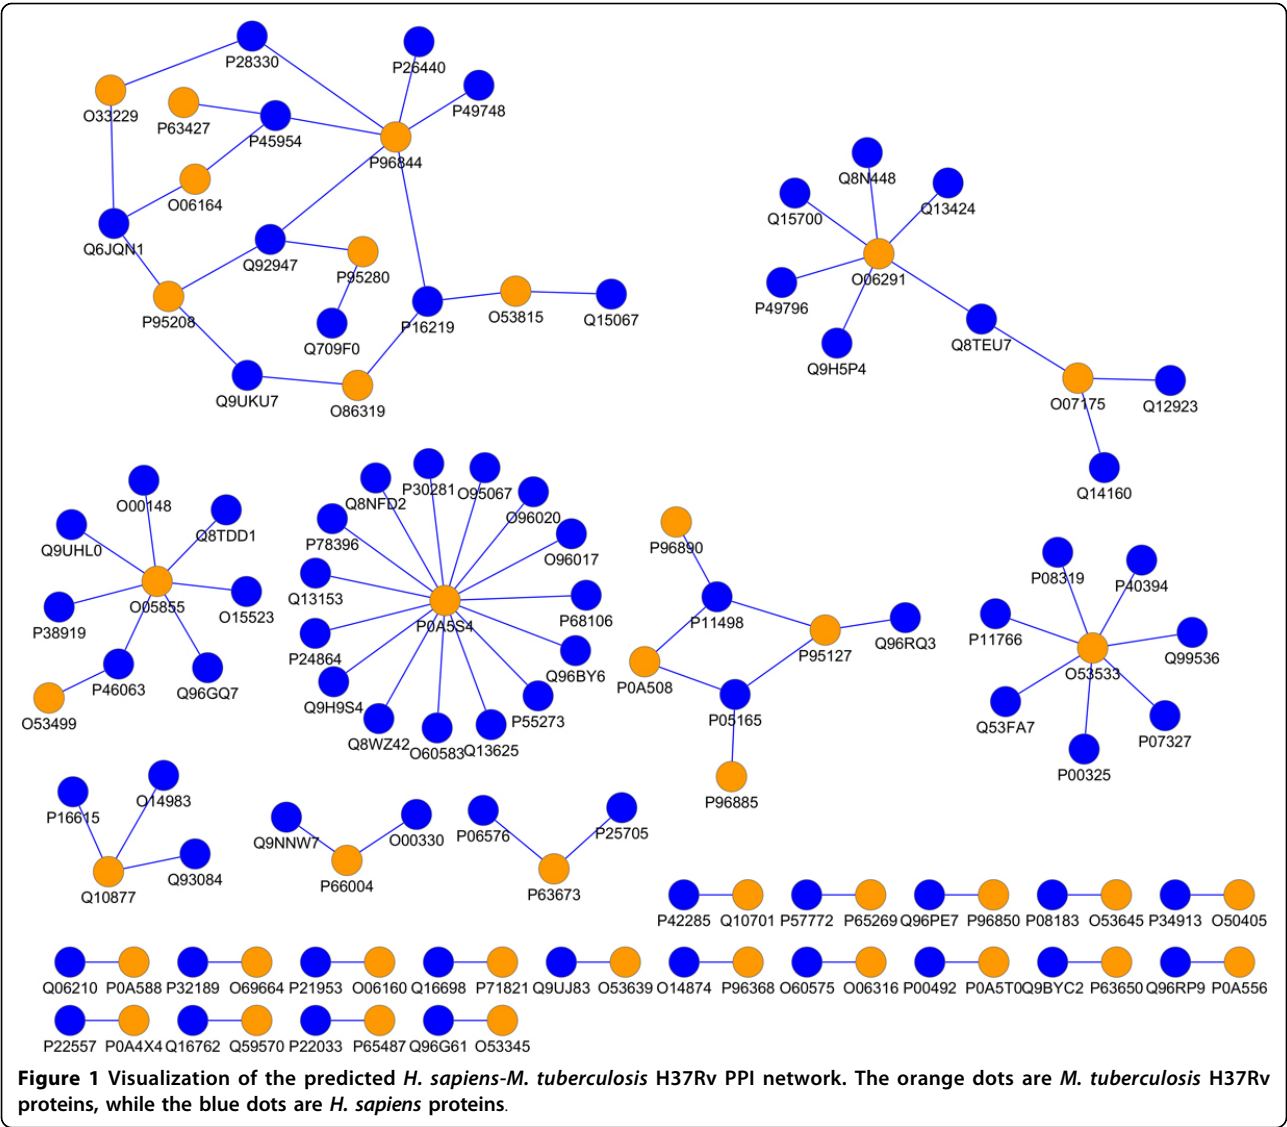 P28330
P26440
O33229
P63427
P45954
P49748
P96844
O06164
Q6JQN1
Q92947
P95280
P95208
Q709F0
P16219
O53815
Q15067
Q9UKU7
O86319
Q8N448
Q15700
Q13424
O06291
P49796
Q9H5P4
Q8TEU7
O07175
Q12923
Q14160
O00148
Q9UHL0
Q8TDD1
O05855
O15523
P38919
P46063
Q96GQ7
O53499
P30281
Q8NFD2
O95067
O96020
P78396
O96017
Q13153
P68106
P0A5S4
P24864
Q96BY6
Q9H9S4
P55273
Q8WZ42
O60583
Q13625
P96890
P11498
P95127
Q96RQ3
P0A508
P05165
P96885
P08319
P40394
P11766
Q99536
O53533
Q53FA7
P07327
P00325
P16615
O14983
Q93084
Q10877
Q9NNW7
O00330
P66004
P06576
P25705
P63673
P42285 Q10701 P57772 P65269 Q96PE7 P96850 P08183 O53645 P34913 O50405
Q06210 P0A588 P32189 O69664 P21953 O06160 Q16698 P71821 Q9UJ83 O53639 O14874 P96368 O60575 O06316 P00492 P0A5T0 Q9BYC2 P63650 Q96RP9 P0A556
P22557 P0A4X4 Q16762 Q59570 P22033 P65487 Q96G61 O53345
Figure 1 Visualization of the predicted H. sapiens-M. tuberculosis H37Rv PPI network. The orange dots are M. tuberculosis H37Rv
proteins, while the blue dots are H. sapiens proteins.